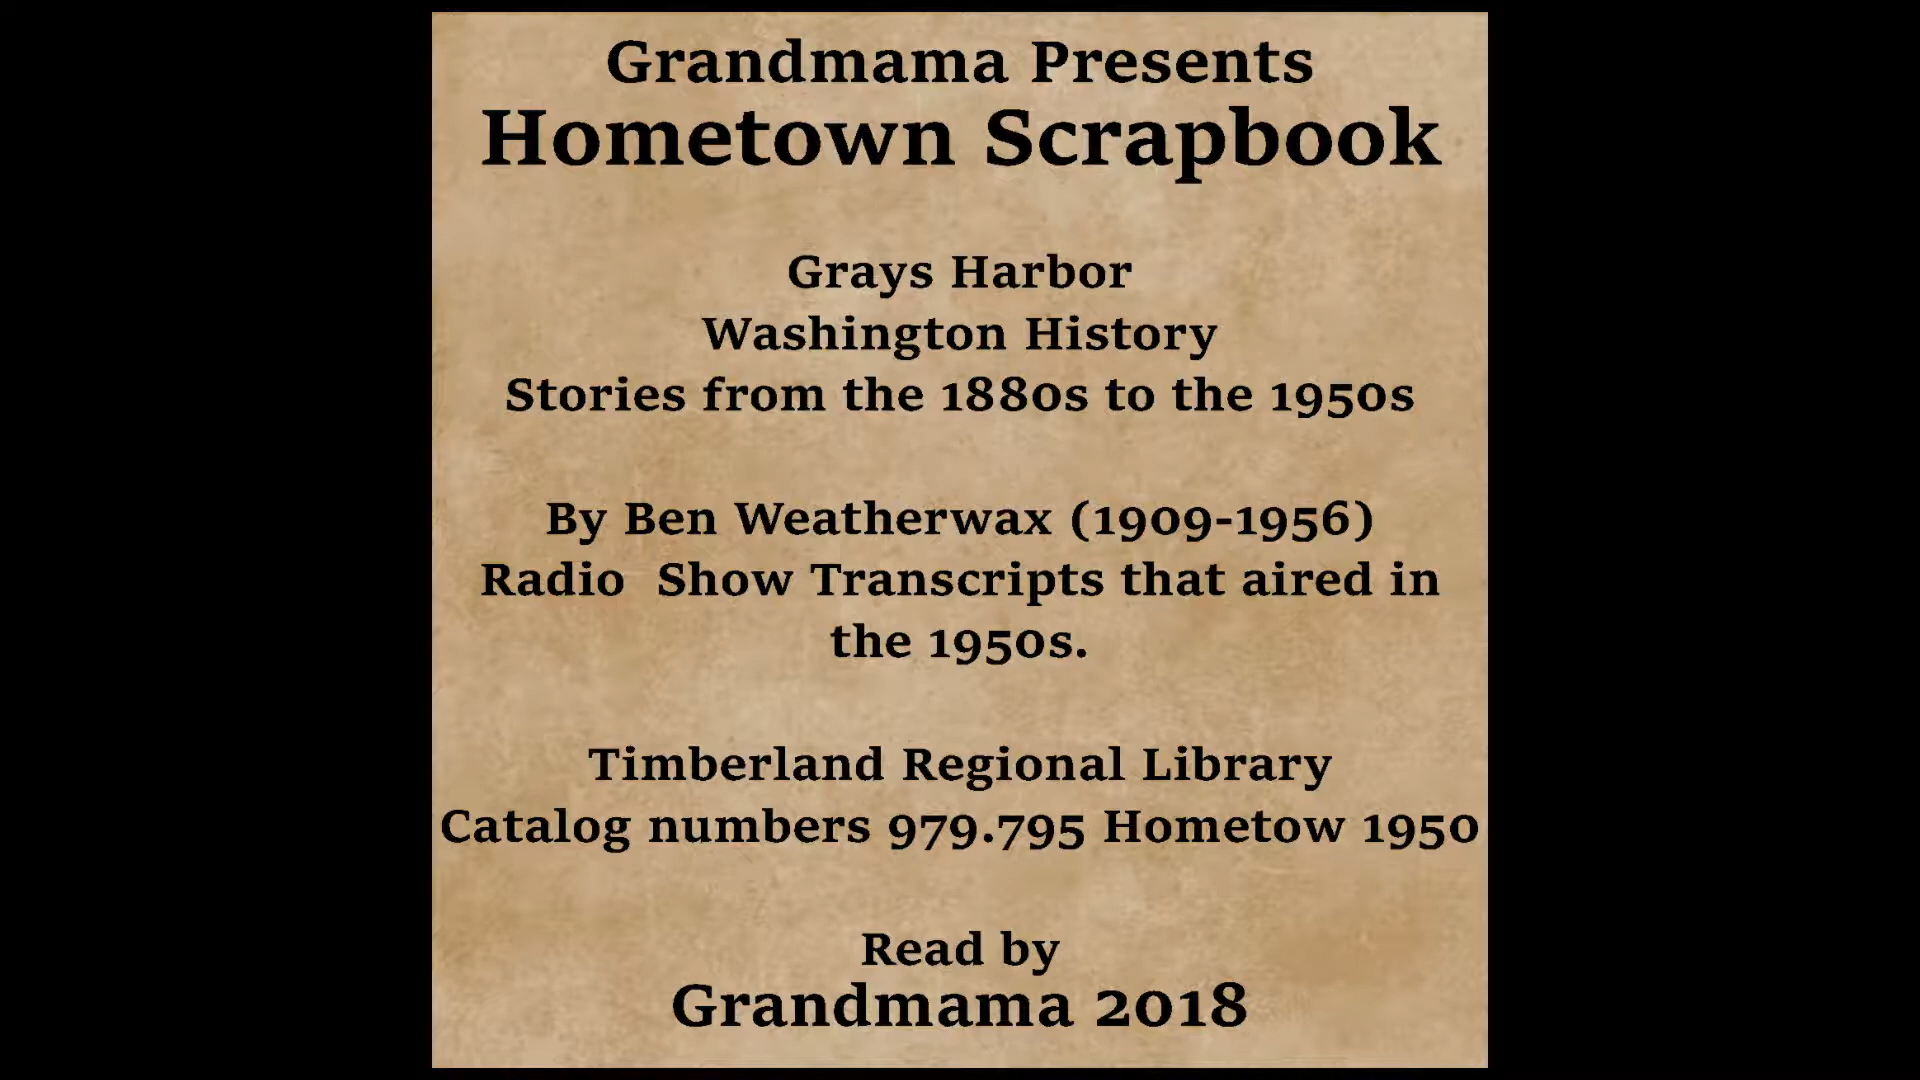 Grandmama Presents
Hometown Scrapbook
Grays Harbor
Washington History
Stories from the 1880s to the 1950s
By Ben Weatherwax (1909-1956)
Radio  Show Transcripts that aired in
the 1950s.
Timberland Regional Library
Catalog numbers 979.795 Hometow 1950
Read by
Grandmama 2018